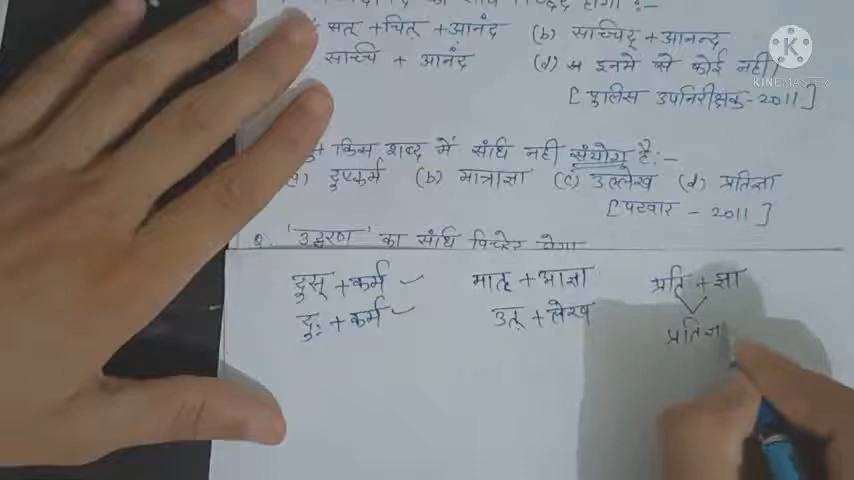 का संधि विच्छेद होगा :-
सत् + चित् + आनंद (b) सच्चिद् + आनन्द
सच्चि + आनंद (d) इनमें से कोई नहीं।
[ पुलिस उपनिरीक्षक - 2011 ]
किस शब्द में संधि नहीं संयोग है:-
दुष्कर्म (b) मात्राज्ञा (c) उल्लेख (d) प्रतिज्ञा
[ पटवार - 2011 ]
Q. 'उद्धरण' का संधि विच्छेद होगा
दुस् + कर्म ✓ मातृ + आज्ञा प्रति + ज्ञा
दुः + कर्म ✓ उत् + लेख
K
KINEMASTER